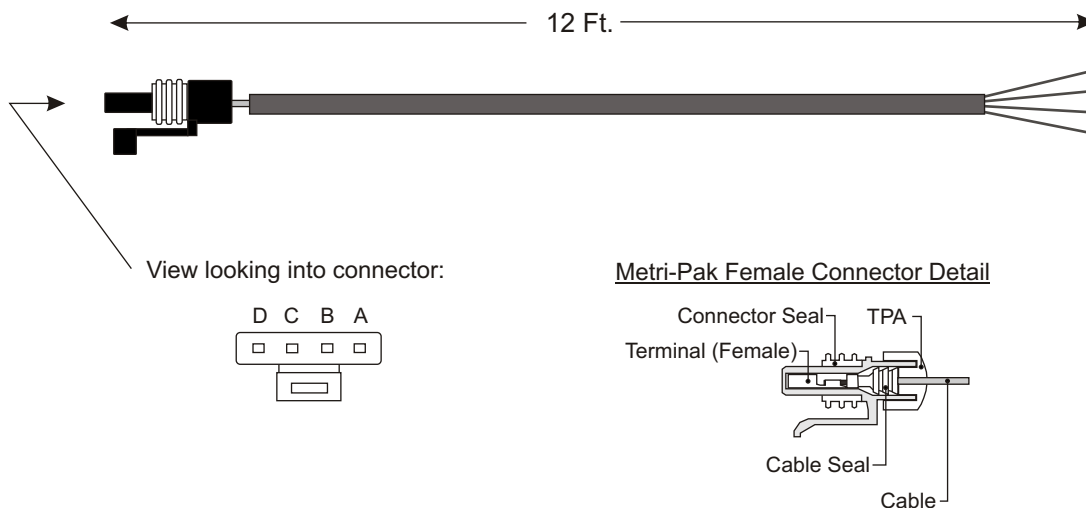 12 Ft.
View looking into connector:
D C B A
Metri-Pak Female Connector Detail
Connector Seal
TPA
Terminal (Female)
Cable Seal
Cable